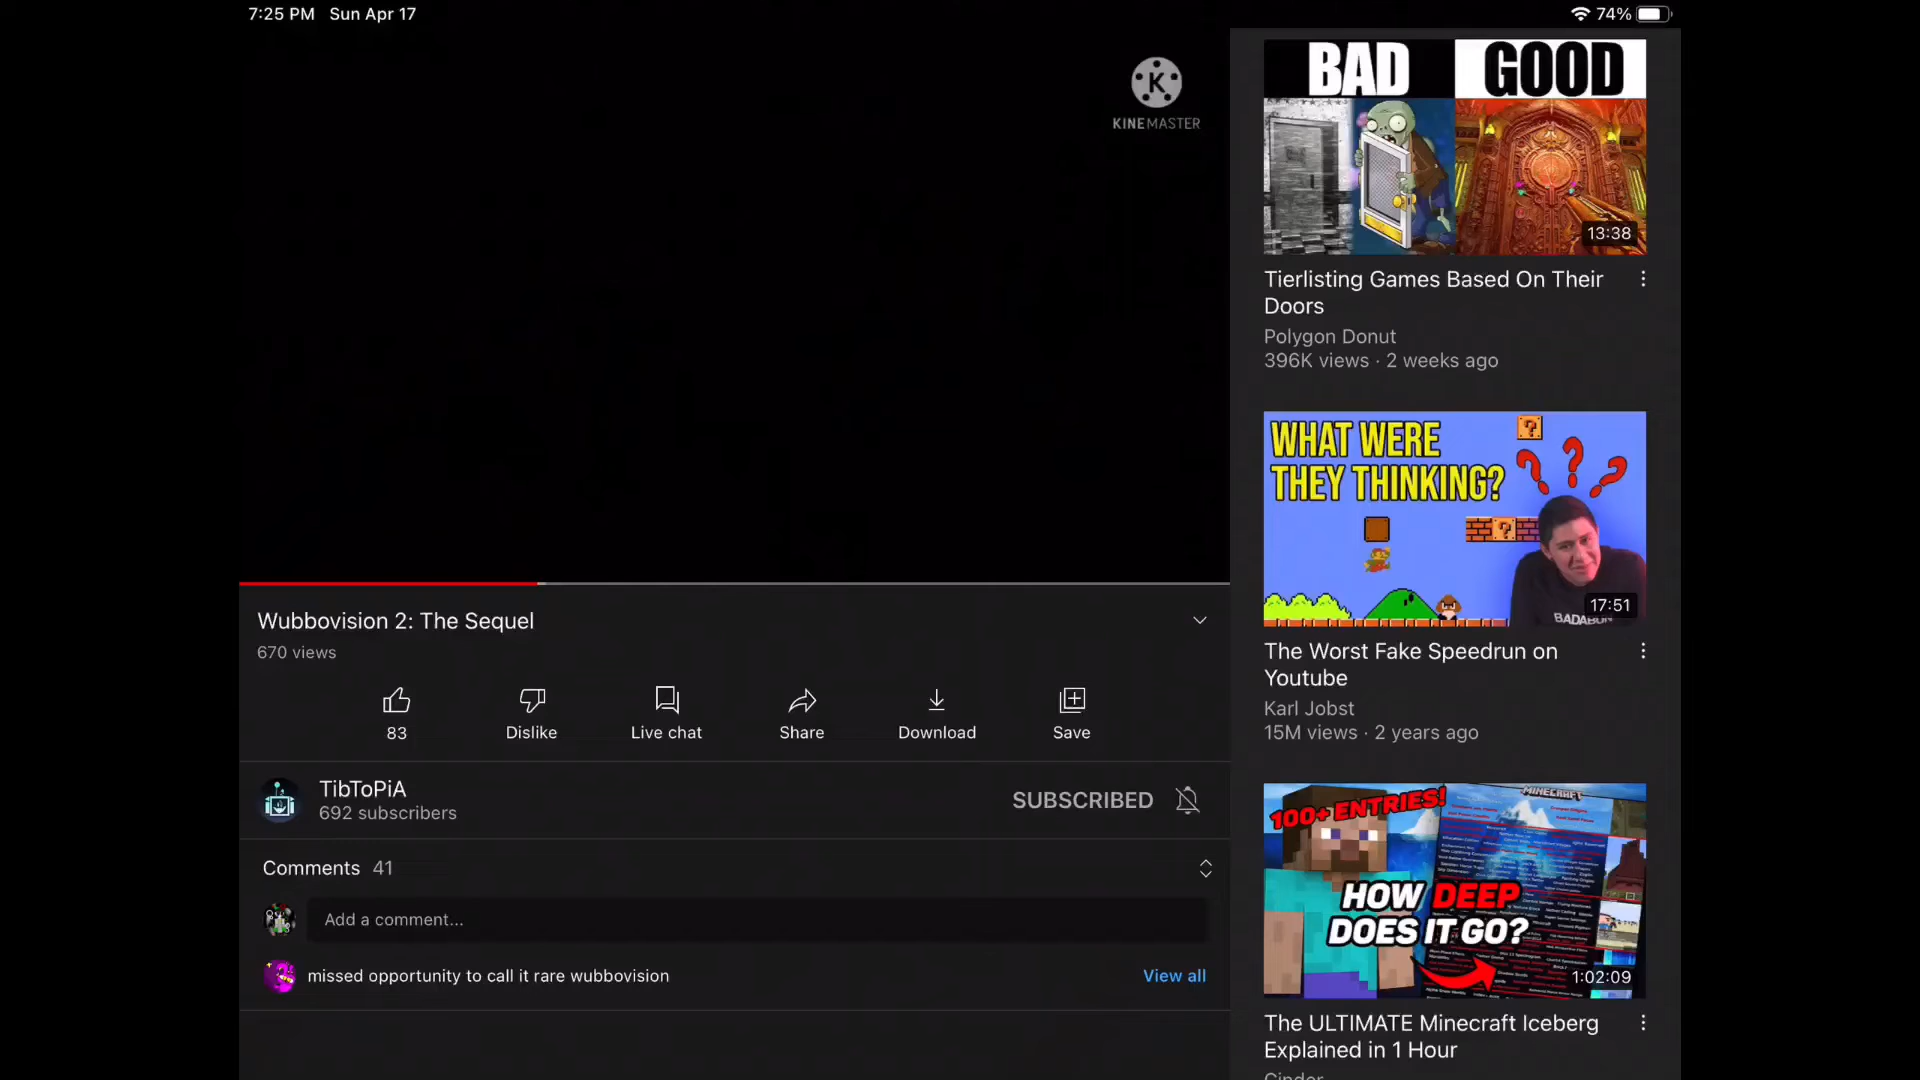 7:25 PM Sun Apr 17
74%
KINEMASTER
Wubbovision 2: The Sequel
670 views
83
Dislike
Live chat
Share
Download
Save
TibToPiA
692 subscribers
SUBSCRIBED
Comments 41
Add a comment...
missed opportunity to call it rare wubbovision
View all
BAD
GOOD
13:38
Tierlisting Games Based On Their
Doors
Polygon Donut
396K views · 2 weeks ago
WHAT WERE
THEY THINKING?
17:51
The Worst Fake Speedrun on
Youtube
Karl Jobst
15M views · 2 years ago
100+ ENTRIES!
MINECRAFT
HOW DEEP
DOES IT GO?
1:02:09
The ULTIMATE Minecraft Iceberg
Explained in 1 Hour